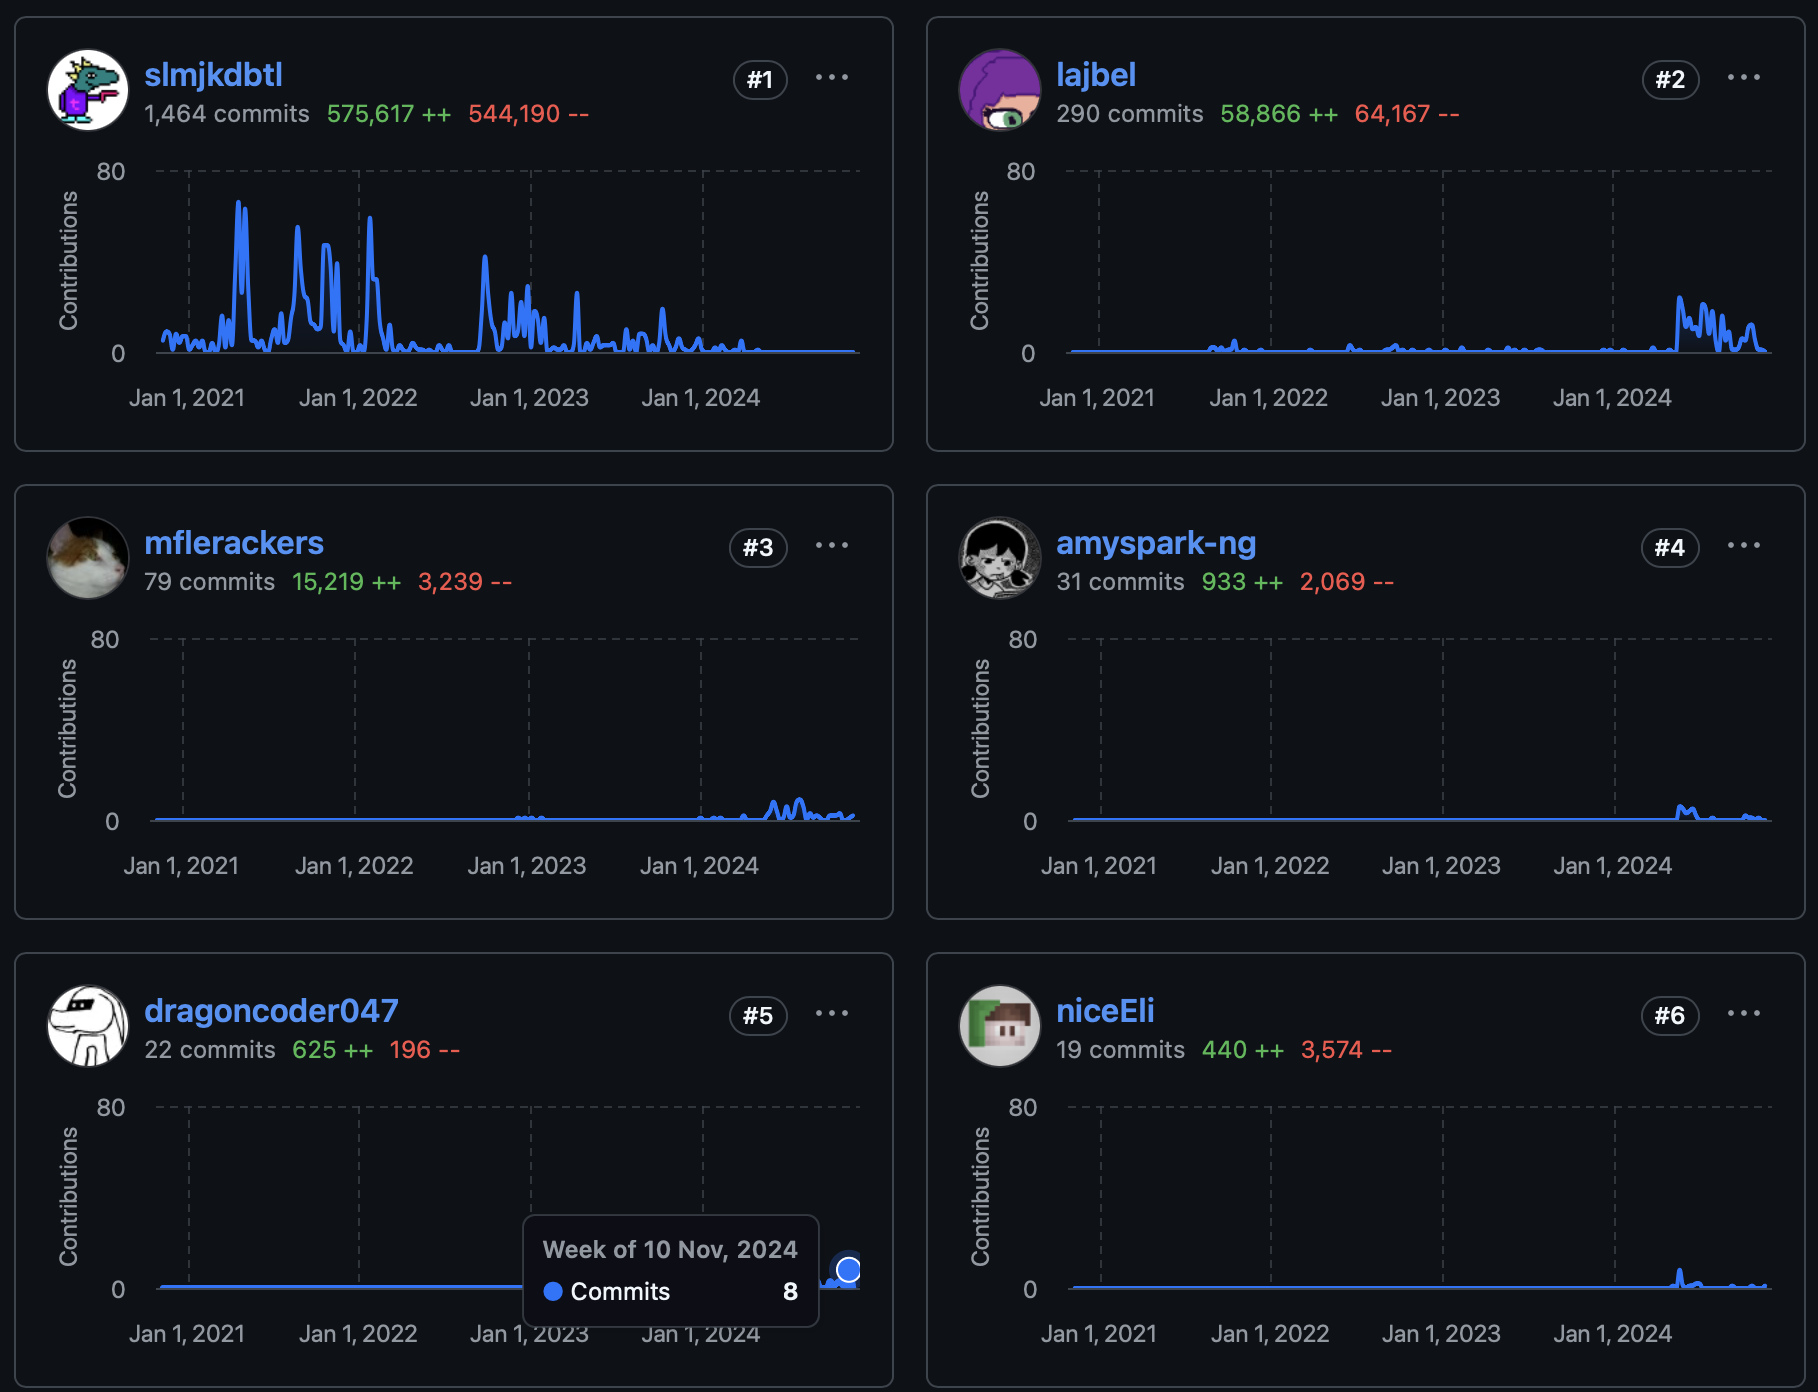 slmjkdbtl
#1
1,464 commits 575,617 ++ 544,190 --
80
Contributions
0
Jan 1, 2021 Jan 1, 2022 Jan 1, 2023 Jan 1, 2024
lajbel
#2
290 commits 58,866 ++ 64,167 --
80
Contributions
0
Jan 1, 2021 Jan 1, 2022 Jan 1, 2023 Jan 1, 2024
mflerackers
#3
79 commits 15,219 ++ 3,239 --
80
Contributions
0
Jan 1, 2021 Jan 1, 2022 Jan 1, 2023 Jan 1, 2024
amyspark-ng
#4
31 commits 933 ++ 2,069 --
80
Contributions
0
Jan 1, 2021 Jan 1, 2022 Jan 1, 2023 Jan 1, 2024
dragoncoder047
#5
22 commits 625 ++ 196 --
80
Contributions
Week of 10 Nov, 2024
Commits 8
0
Jan 1, 2021 Jan 1, 2022 Jan 1, 2023 Jan 1, 2024
niceEli
#6
19 commits 440 ++ 3,574 --
80
Contributions
0
Jan 1, 2021 Jan 1, 2022 Jan 1, 2023 Jan 1, 2024